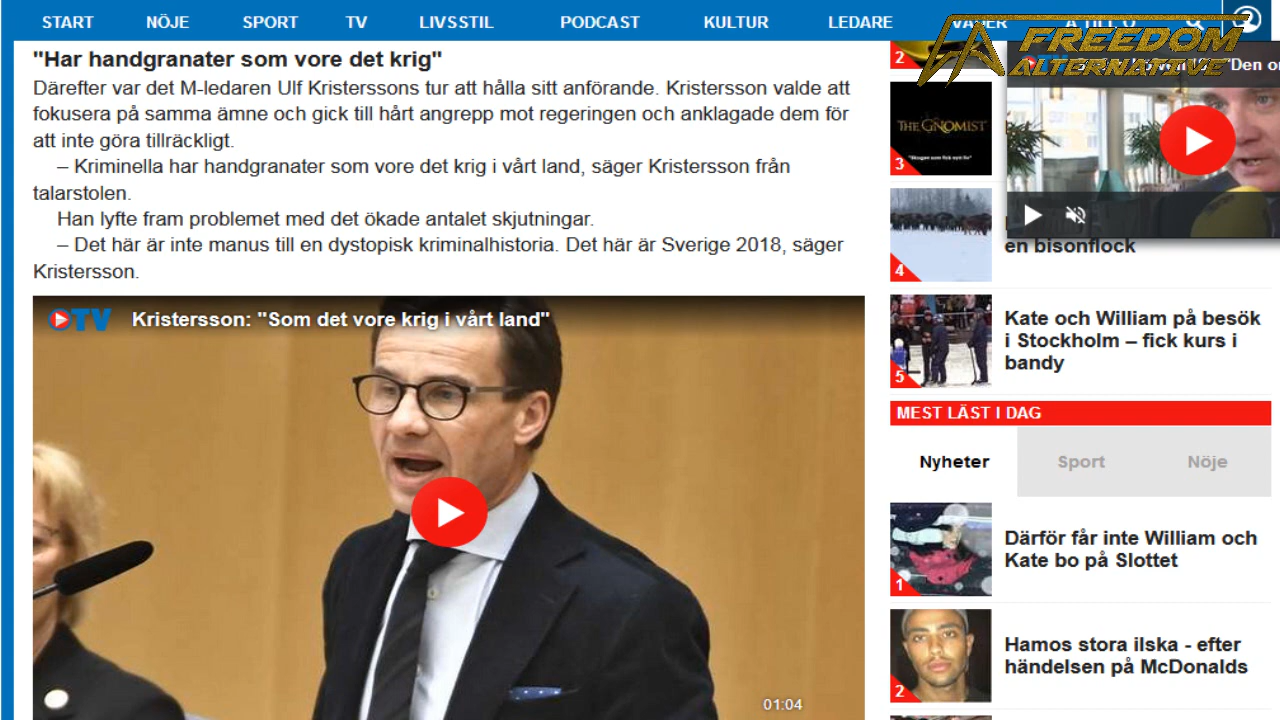 START NÖJE SPORT TV LIVSSTIL PODCAST KULTUR LEDARE VÄDER A TILL Ö
FREEDOM
ALTERNATIVE
"Har handgranater som vore det krig"
Därefter var det M-ledaren Ulf Kristerssons tur att hålla sitt anförande. Kristersson valde att
fokusera på samma ämne och gick till hårt angrepp mot regeringen och anklagade dem för
att inte göra tillräckligt.
– Kriminella har handgranater som vore det krig i vårt land, säger Kristersson från
talarstolen.
Han lyfte fram problemet med det ökade antalet skjutningar.
– Det här är inte manus till en dystopisk kriminalhistoria. Det här är Sverige 2018, säger
Kristersson.
TV Kristersson: "Som det vore krig i vårt land"
01:04
2
"Den
THE GNOMIST
3
4
en bisonflock
5
Kate och William på besök
i Stockholm – fick kurs i
bandy
MEST LÄST I DAG
Nyheter Sport Nöje
1
Därför får inte William och
Kate bo på Slottet
2
Hamos stora ilska - efter
händelsen på McDonalds